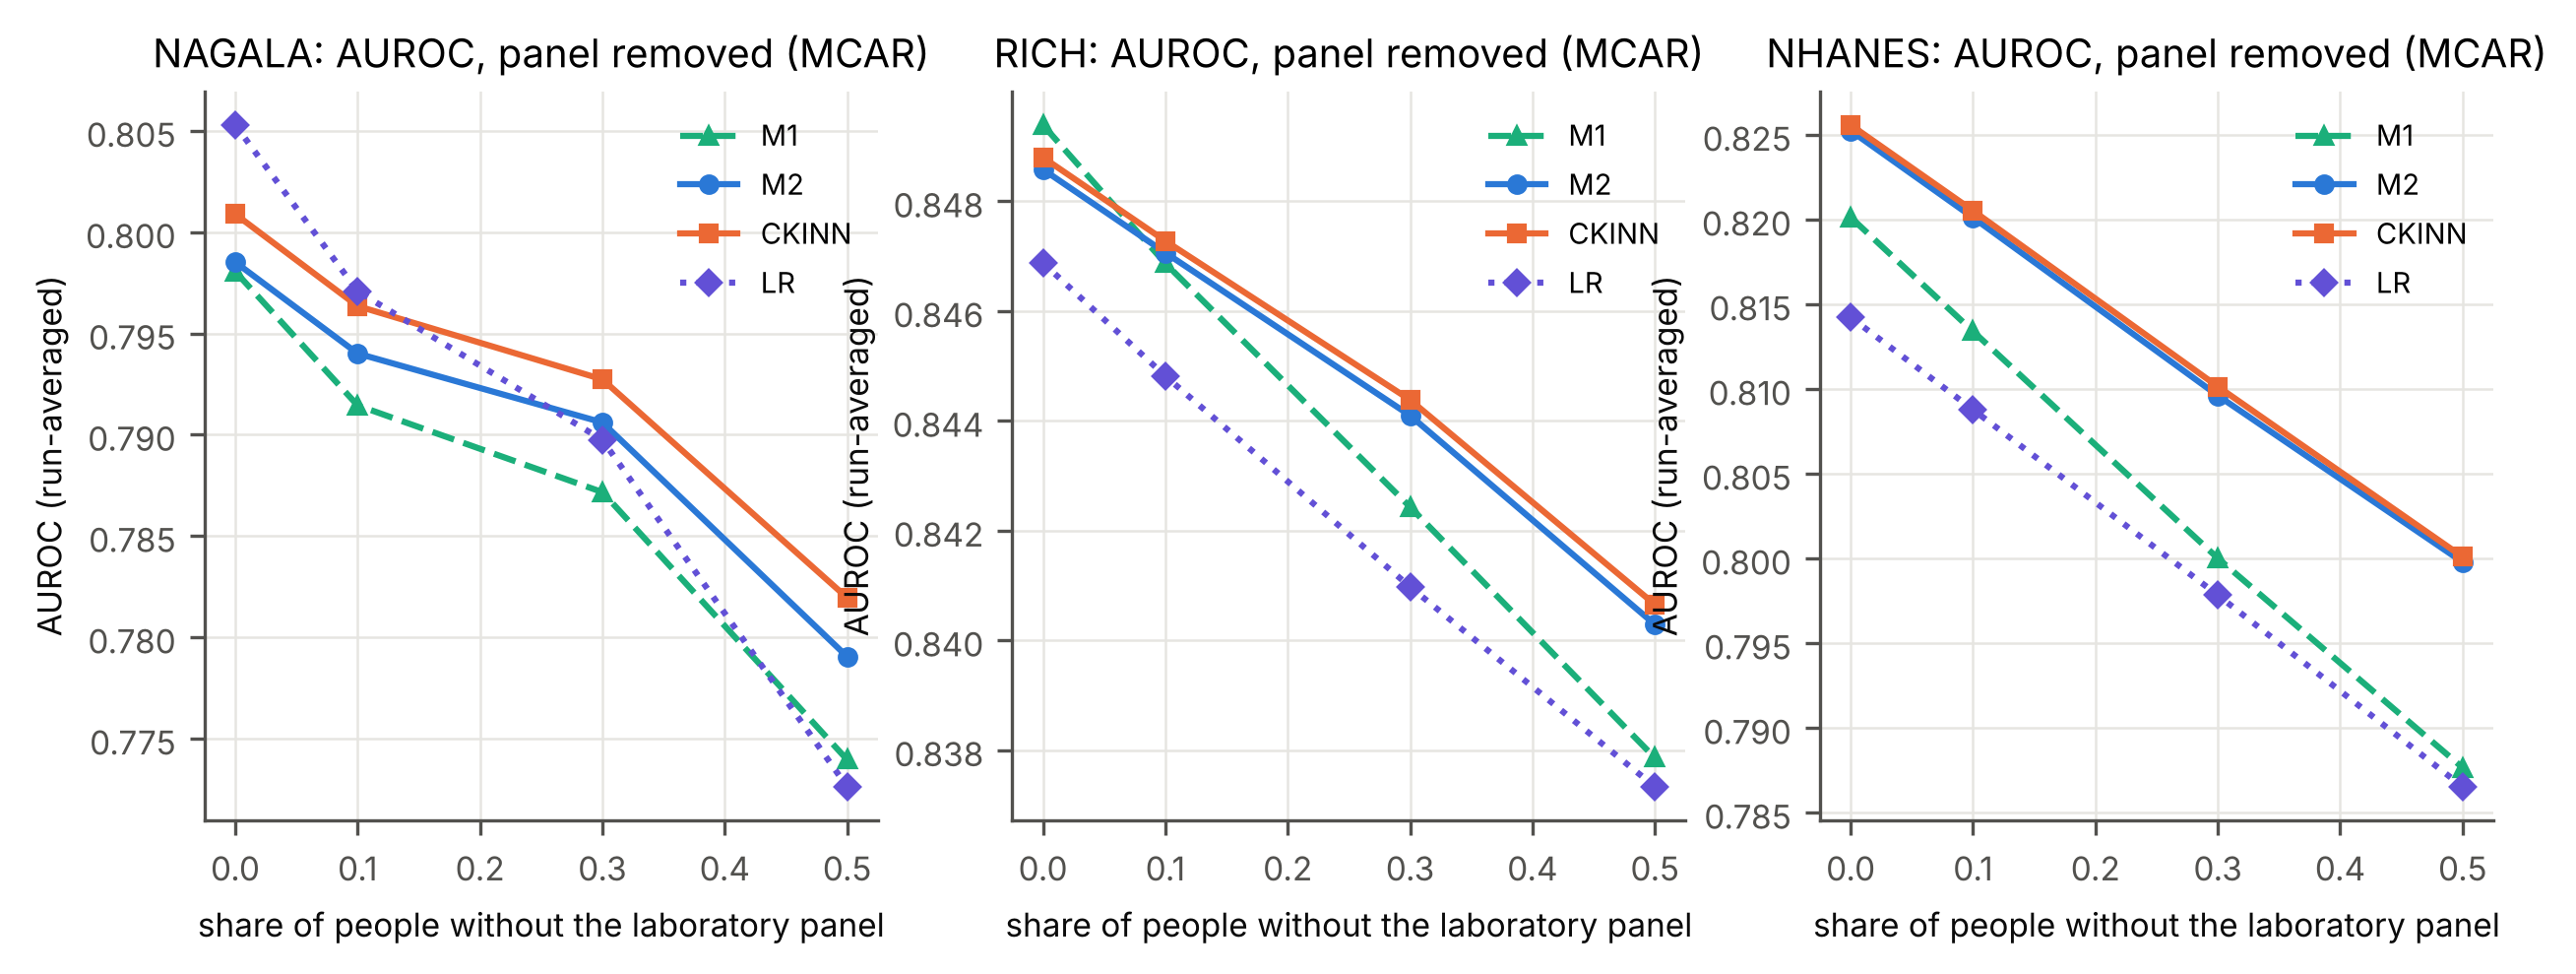 NAGALA: AUROC, panel removed (MCAR)
AUROC (run-averaged)
0.805
0.800
0.795
0.790
0.785
0.780
0.775
0.0 0.1 0.2 0.3 0.4 0.5
share of people without the laboratory panel
M1
M2
CKINN
LR
RICH: AUROC, panel removed (MCAR)
AUROC (run-averaged)
0.848
0.846
0.844
0.842
0.840
0.838
0.0 0.1 0.2 0.3 0.4 0.5
share of people without the laboratory panel
M1
M2
CKINN
LR
NHANES: AUROC, panel removed (MCAR)
AUROC (run-averaged)
0.825
0.820
0.815
0.810
0.805
0.800
0.795
0.790
0.785
0.0 0.1 0.2 0.3 0.4 0.5
share of people without the laboratory panel
M1
M2
CKINN
LR